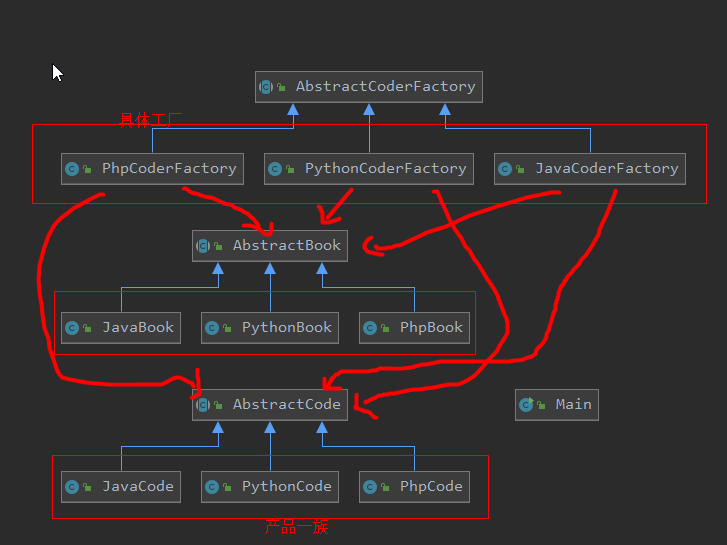 AbstractCoderFactory
具体工厂
PhpCoderFactory
PythonCoderFactory
JavaCoderFactory
AbstractBook
JavaBook
PythonBook
PhpBook
AbstractCode
Main
JavaCode
PythonCode
PhpCode
产品一族